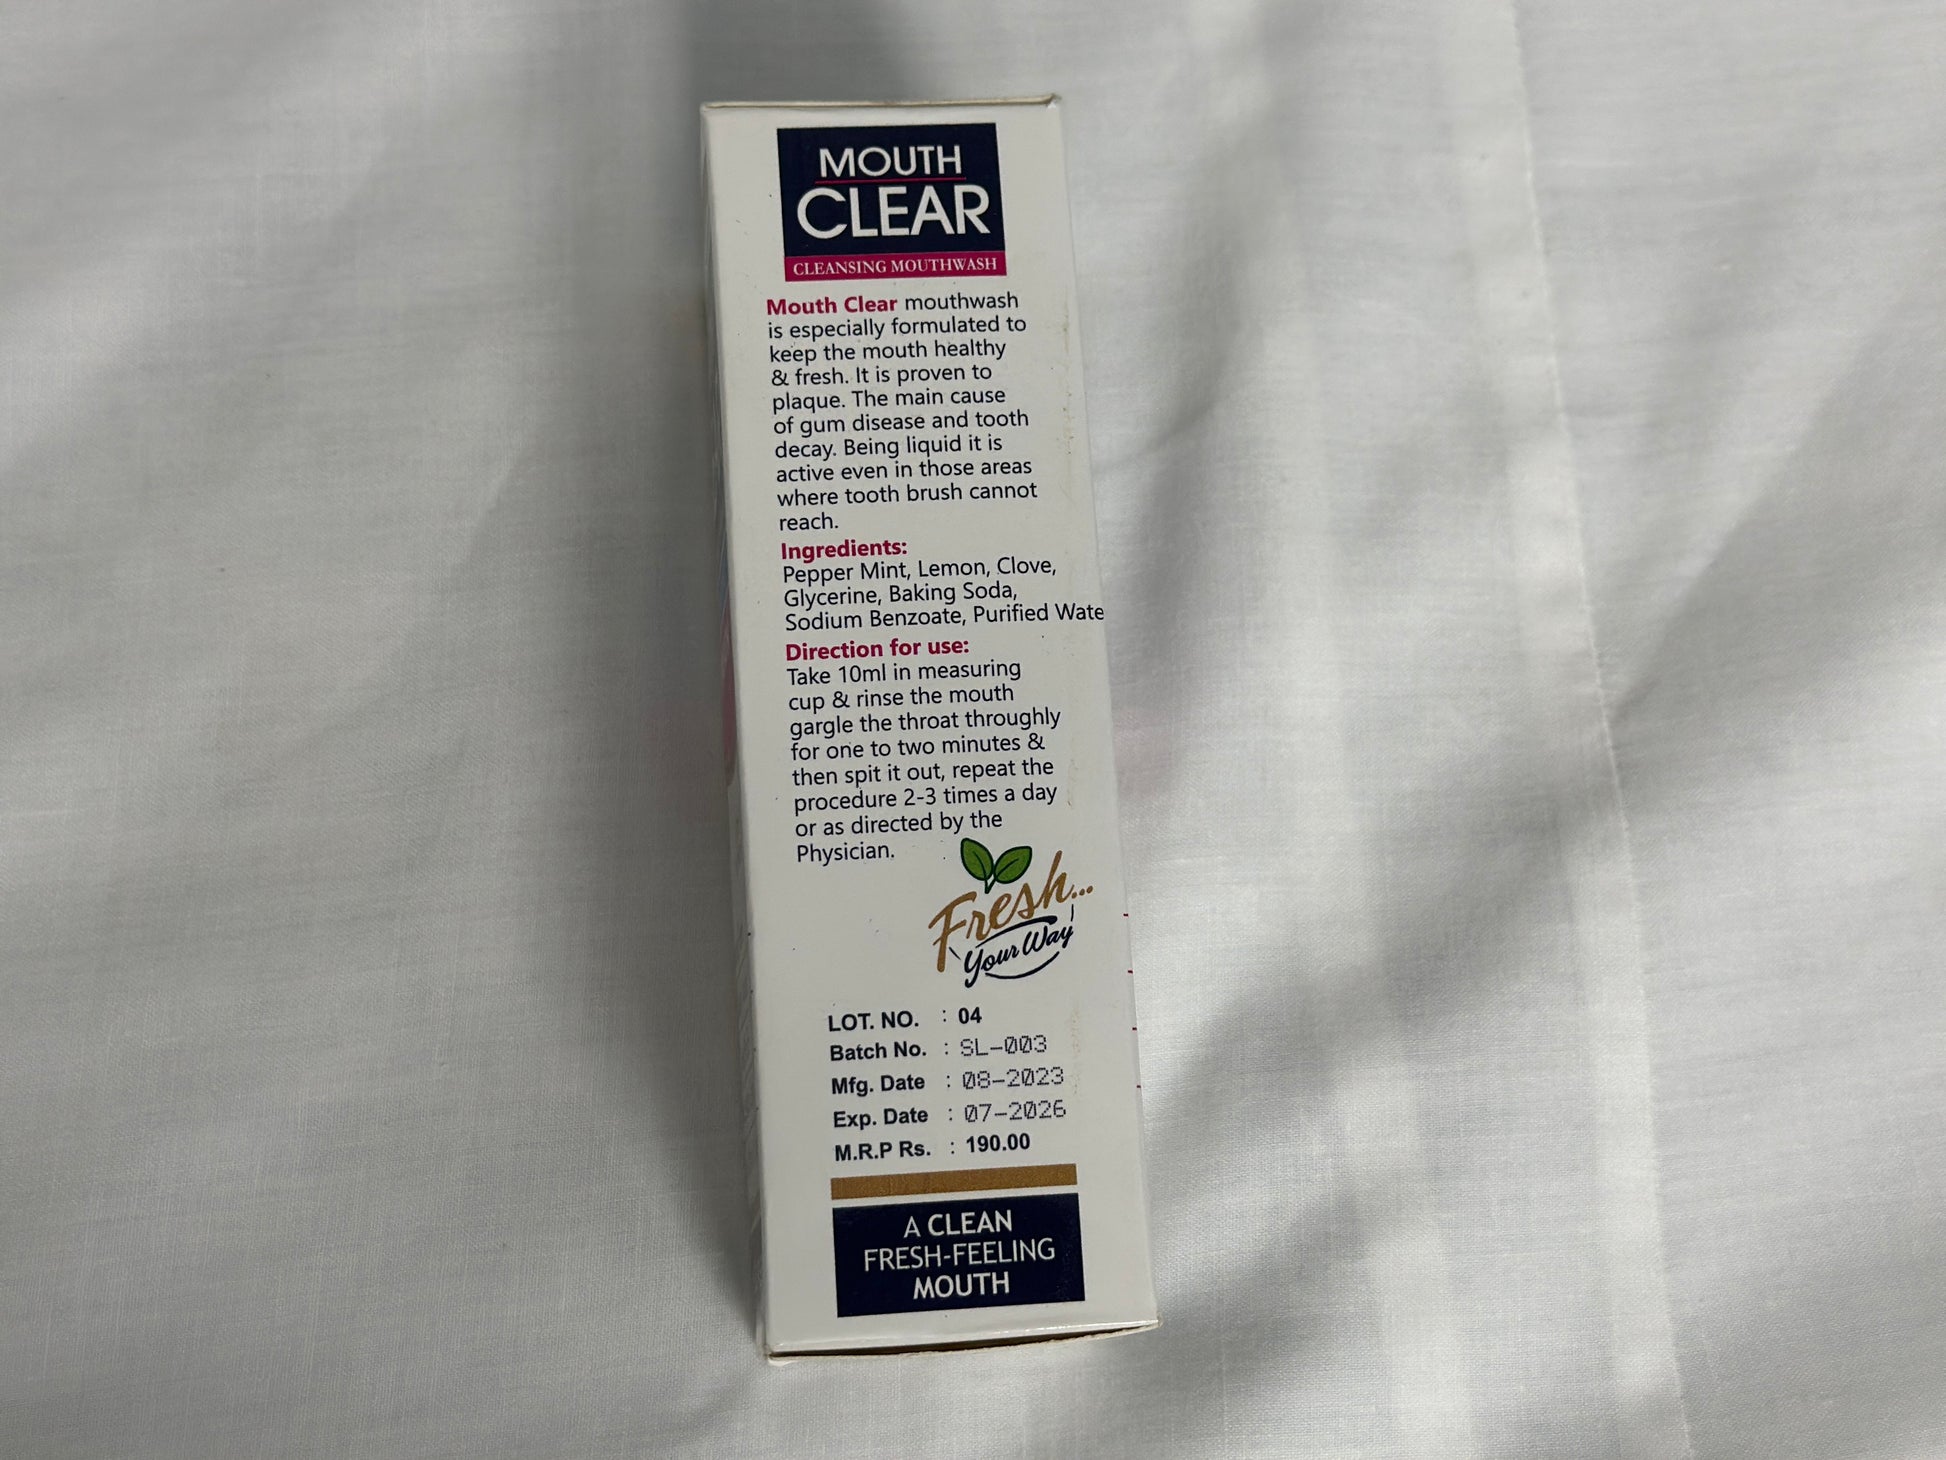 MOUTH
CLEAR
CLEANSING MOUTHWASH
Mouth Clear mouthwash
is especially formulated to
keep the mouth healthy
& fresh. It is proven to
plaque. The main cause
of gum disease and tooth
decay. Being liquid it is
active even in those areas
where tooth brush cannot
reach.
Ingredients:
Pepper Mint, Lemon, Clove,
Glycerine, Baking Soda,
Sodium Benzoate, Purified Wate
Direction for use:
Take 10ml in measuring
cup & rinse the mouth
gargle the throat throughly
for one to two minutes &
then spit it out, repeat the
procedure 2-3 times a day
or as directed by the
Physician.
Fresh...
Your Way
LOT. NO. : 04
Batch No. : SL-003
Mfg. Date : 08-2023
Exp. Date : 07-2026
M.R.P Rs. : 190.00
A CLEAN
FRESH-FEELING
MOUTH